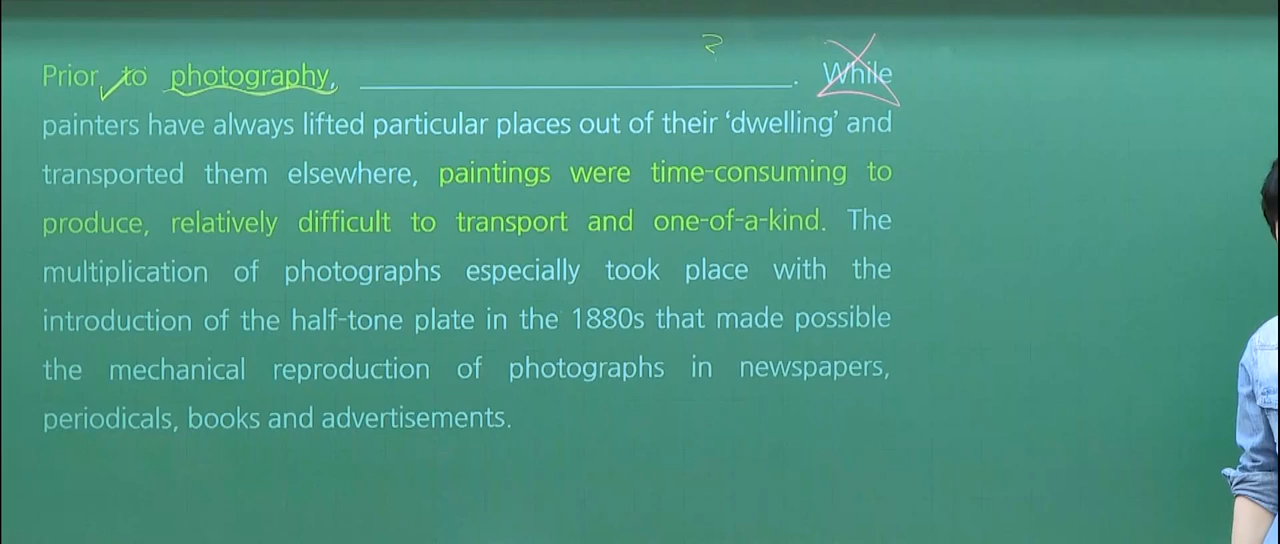 ?
Prior to photography, ____________________. While
painters have always lifted particular places out of their ‘dwelling’ and
transported them elsewhere, paintings were time-consuming to
produce, relatively difficult to transport and one-of-a-kind. The
multiplication of photographs especially took place with the
introduction of the half-tone plate in the 1880s that made possible
the mechanical reproduction of photographs in newspapers,
periodicals, books and advertisements.